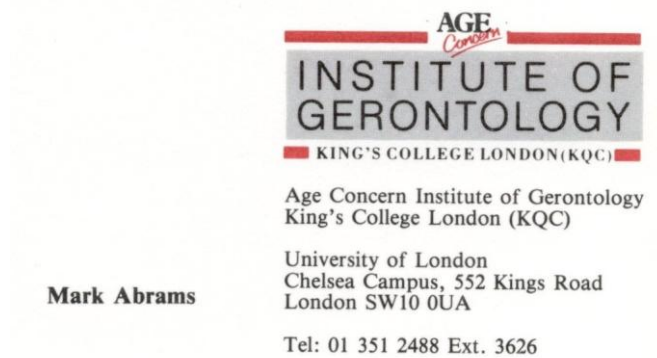 AGE
Concern
INSTITUTE OF
GERONTOLOGY
KING'S COLLEGE LONDON (KQC)
Age Concern Institute of Gerontology
King's College London (KQC)
University of London
Chelsea Campus, 552 Kings Road
London SW10 0UA
Mark Abrams
Tel: 01 351 2488 Ext. 3626